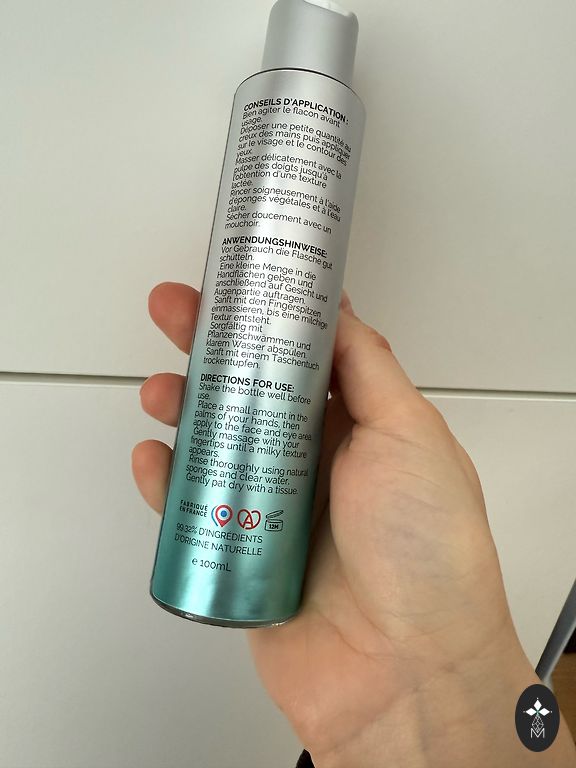 CONSEILS D'APPLICATION :
Bien agiter le flacon avant
usage.
Déposer une petite quantité au
creux des mains puis appliquer
sur le visage et le contour des
yeux.
Masser délicatement avec la
pulpe des doigts jusqu'à
l'obtention d'une texture
lactée.
Rincer soigneusement à l'aide
d'éponges végétales et à l'eau
claire.
Sécher doucement avec un
mouchoir.
ANWENDUNGSHINWEISE:
Vor Gebrauch die Flasche gut
schütteln.
Eine kleine Menge in die
Handflächen geben und
anschließend auf Gesicht und
Augenpartie auftragen.
Sanft mit den Fingerspitzen
einmassieren, bis eine milchige
Textur entsteht.
Sorgfältig mit
Pflanzenschwämmen und
klarem Wasser abspülen.
Sanft mit einem Taschentuch
trockentupfen.
DIRECTIONS FOR USE:
Shake the bottle well before
use.
Place a small amount in the
palms of your hands, then
apply to the face and eye area.
Gently massage with your
fingertips until a milky texture
appears.
Rinse thoroughly using natural
sponges and clear water.
Gently pat dry with a tissue.
FABRIQUÉ
EN FRANCE
A
12M
99.32% D'INGRÉDIENTS
D'ORIGINE NATURELLE
e 100mL
M